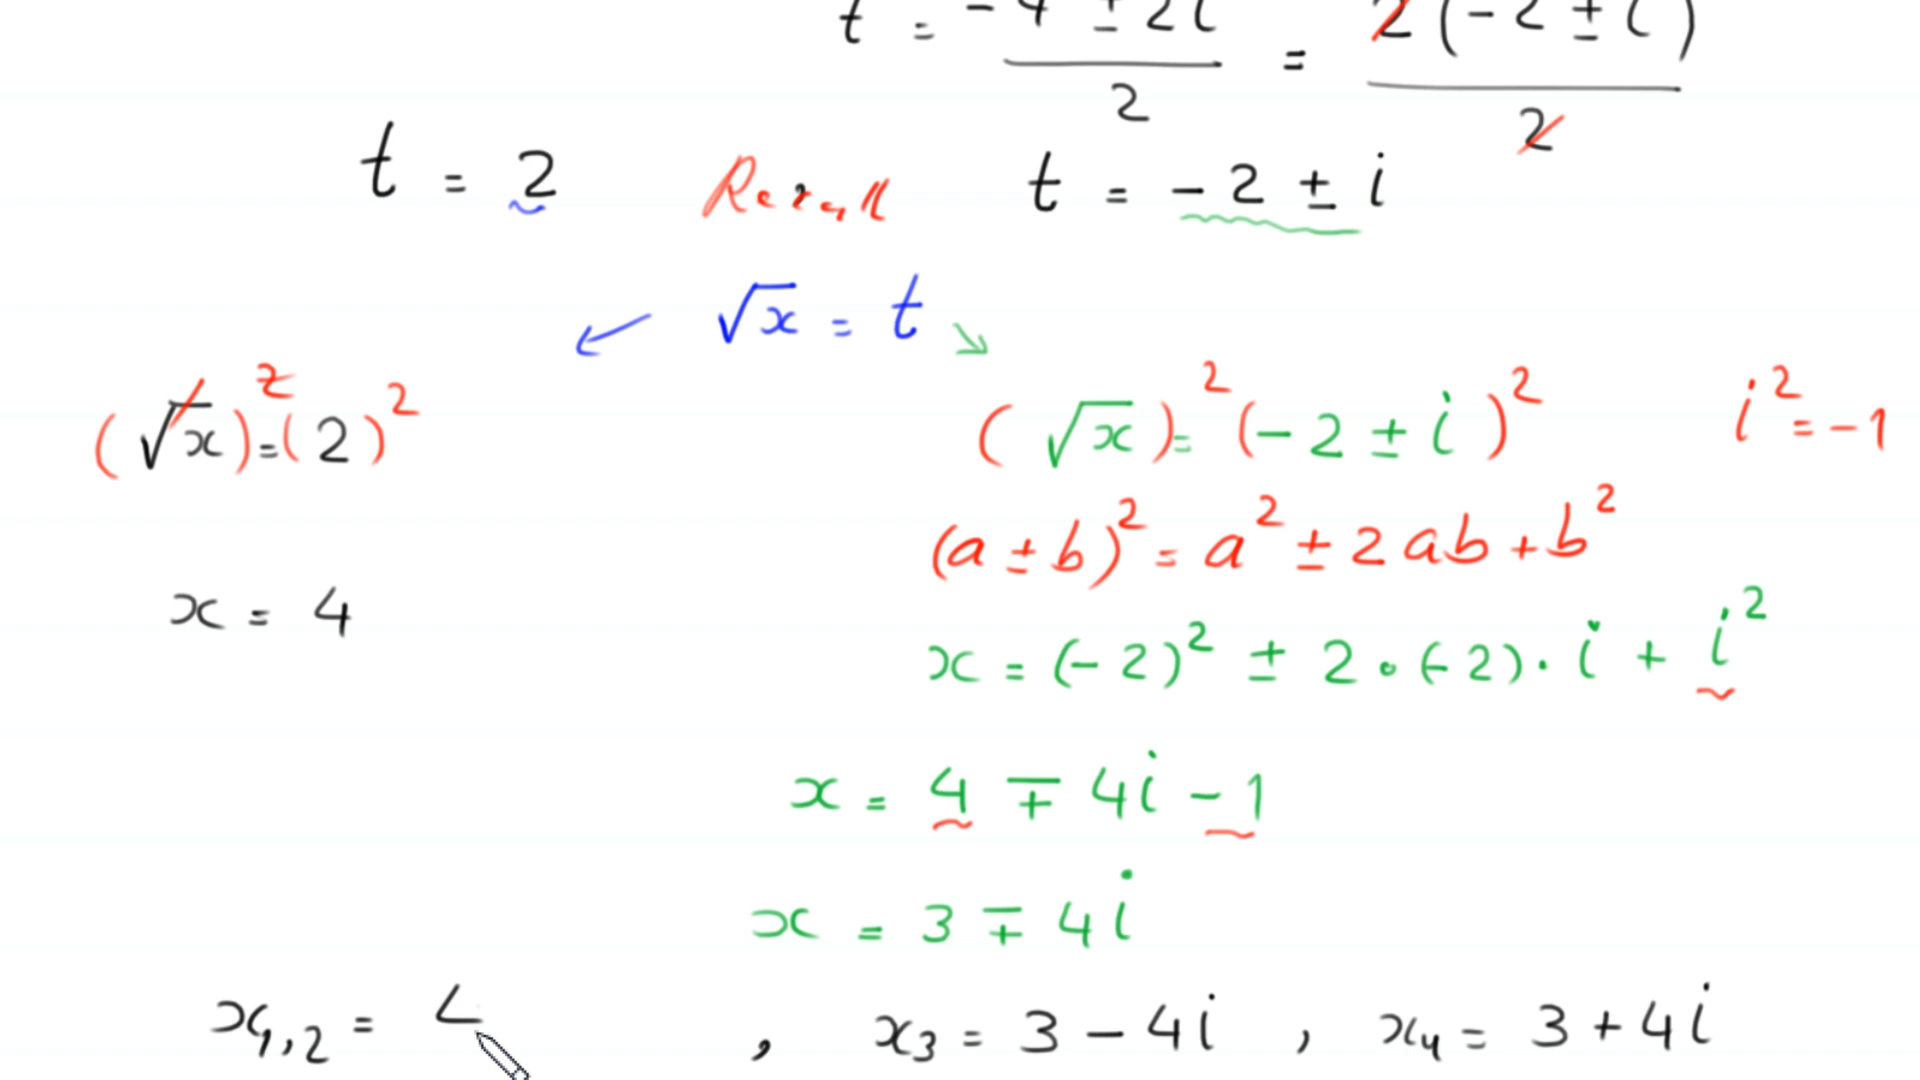 t = (-4 ± 2i)/2 = 2(-2 ± i)/2
t = 2 Recall t = -2 ± i
√x = t
(√x)² = (2)² (√x)² = (-2 ± i)² i² = -1
(a ± b)² = a² ± 2ab + b²
x = 4 x = (-2)² ± 2·(-2)·i + i²
x = 4 ∓ 4i - 1
x = 3 ∓ 4i
x₁,₂ = 4 , x₃ = 3 - 4i , x₄ = 3 + 4i